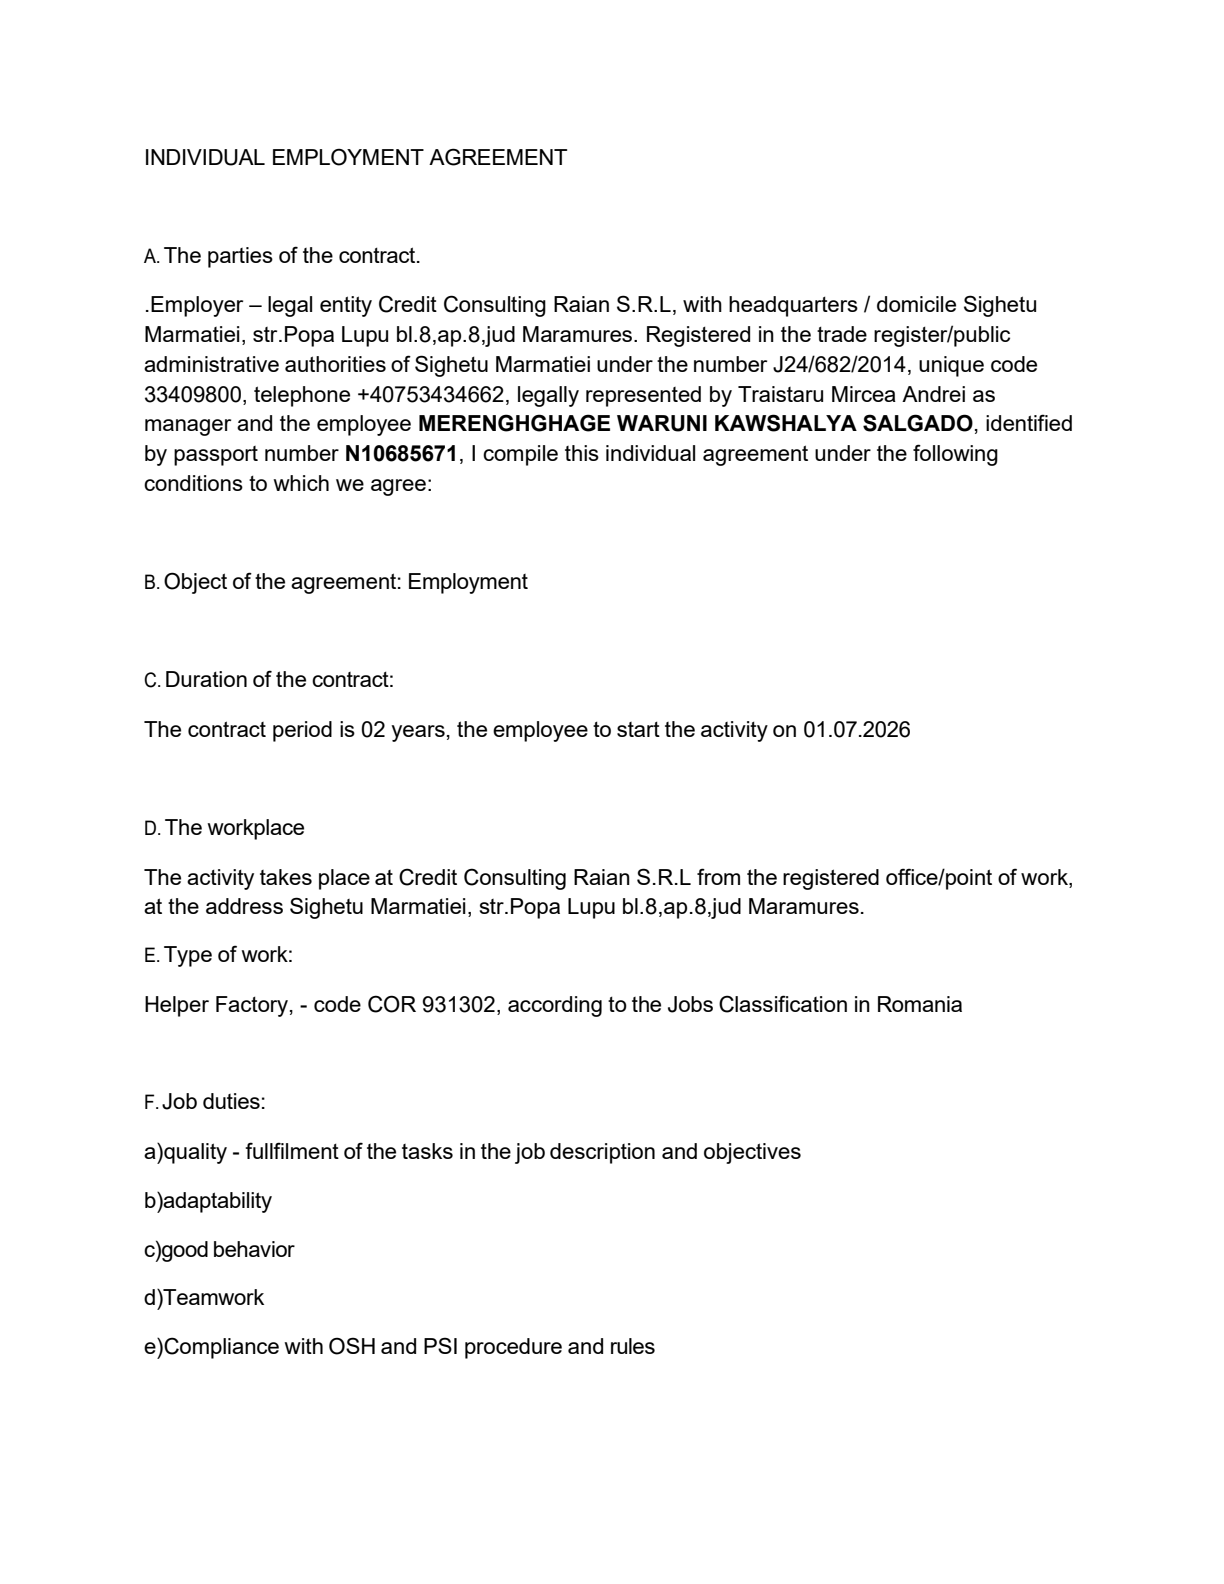 INDIVIDUAL EMPLOYMENT AGREEMENT
A. The parties of the contract.
.Employer – legal entity Credit Consulting Raian S.R.L, with headquarters / domicile Sighetu
Marmatiei, str.Popa Lupu bl.8,ap.8,jud Maramures. Registered in the trade register/public
administrative authorities of Sighetu Marmatiei under the number J24/682/2014, unique code
33409800, telephone +40753434662, legally represented by Traistaru Mircea Andrei as
manager and the employee MERENGHGHAGE WARUNI KAWSHALYA SALGADO, identified
by passport number N10685671, I compile this individual agreement under the following
conditions to which we agree:
B. Object of the agreement: Employment
C. Duration of the contract:
The contract period is 02 years, the employee to start the activity on 01.07.2026
D. The workplace
The activity takes place at Credit Consulting Raian S.R.L from the registered office/point of work,
at the address Sighetu Marmatiei, str.Popa Lupu bl.8,ap.8,jud Maramures.
E. Type of work:
Helper Factory, - code COR 931302, according to the Jobs Classification in Romania
F. Job duties:
a)quality - fullfilment of the tasks in the job description and objectives
b)adaptability
c)good behavior
d)Teamwork
e)Compliance with OSH and PSI procedure and rules